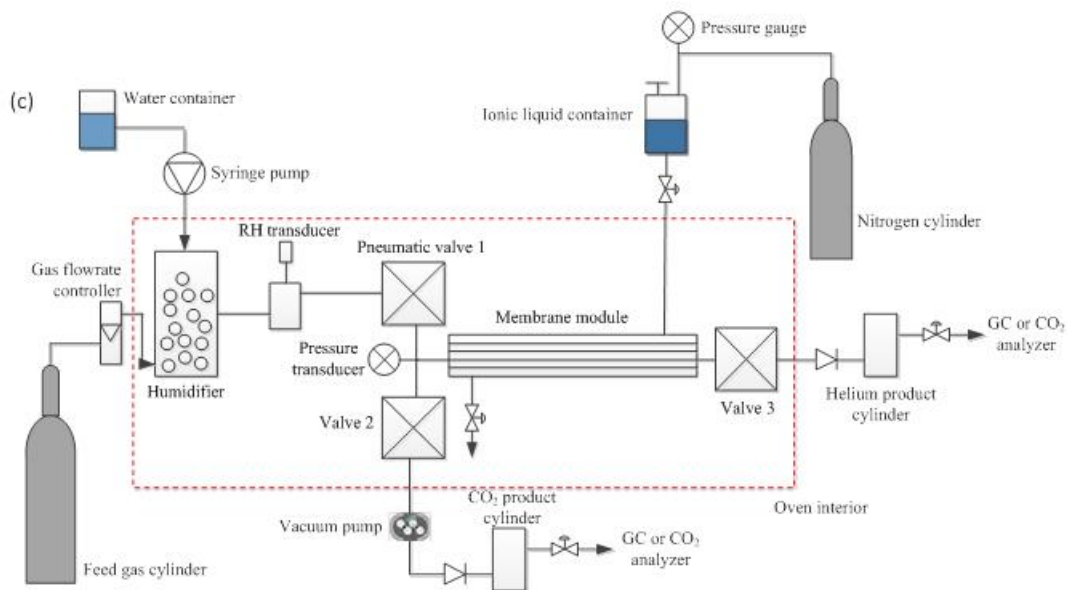 (c)
Water container
Syringe pump
Pressure gauge
Ionic liquid container
Nitrogen cylinder
RH transducer
Pneumatic valve 1
Gas flowrate
controller
Membrane module
Pressure
transducer
Humidifier
Valve 2
Valve 3
Helium product
cylinder
GC or CO₂
analyzer
Oven interior
CO₂ product
cylinder
Vacuum pump
GC or CO₂
analyzer
Feed gas cylinder